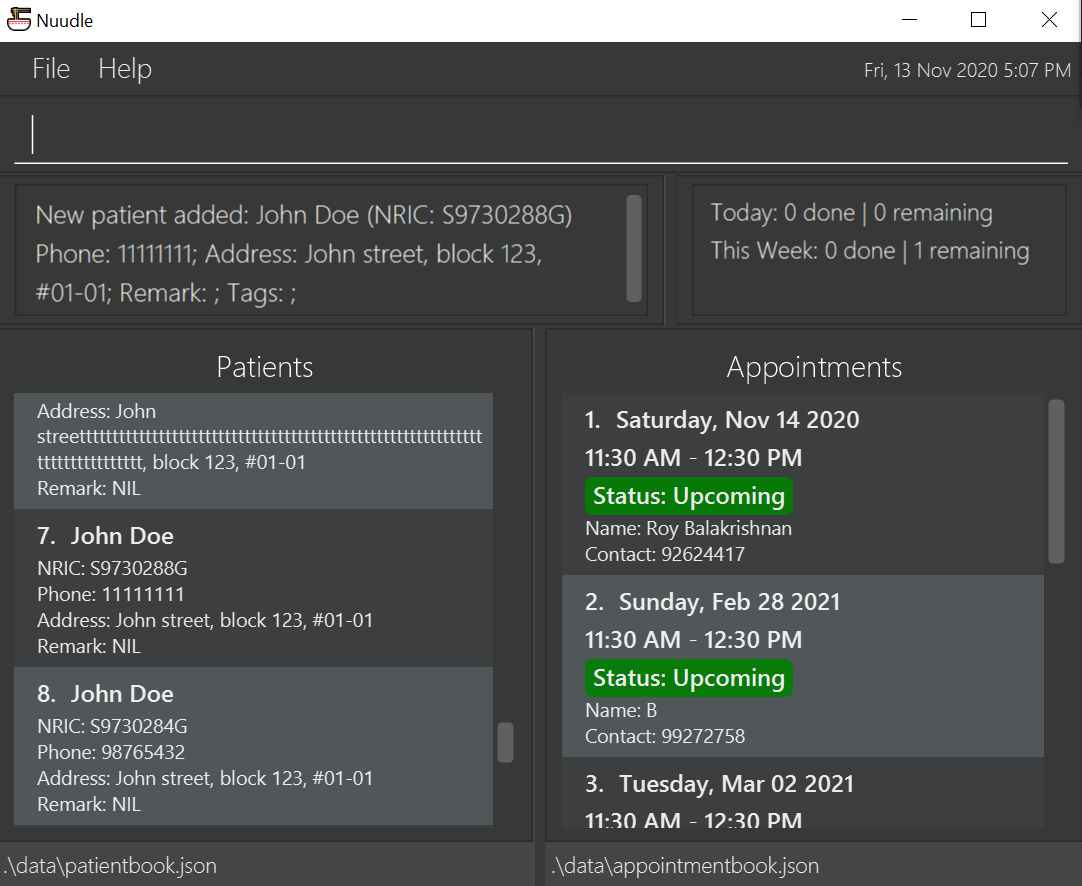 Nuudle
File Help Fri, 13 Nov 2020 5:07 PM
New patient added: John Doe (NRIC: S9730288G)
Phone: 11111111; Address: John street, block 123,
#01-01; Remark: ; Tags: ;
Today: 0 done | 0 remaining
This Week: 0 done | 1 remaining
Patients
Address: John
streetttttttttttttttttttttttttttttttttttttttttttttttttttttttttttttt
tttttttttttttttt, block 123, #01-01
Remark: NIL
7. John Doe
NRIC: S9730288G
Phone: 11111111
Address: John street, block 123, #01-01
Remark: NIL
8. John Doe
NRIC: S9730284G
Phone: 98765432
Address: John street, block 123, #01-01
Remark: NIL
Appointments
1. Saturday, Nov 14 2020
11:30 AM - 12:30 PM
Status: Upcoming
Name: Roy Balakrishnan
Contact: 92624417
2. Sunday, Feb 28 2021
11:30 AM - 12:30 PM
Status: Upcoming
Name: B
Contact: 99272758
3. Tuesday, Mar 02 2021
11:30 AM - 12:30 PM
.\data\patientbook.json
.\data\appointmentbook.json